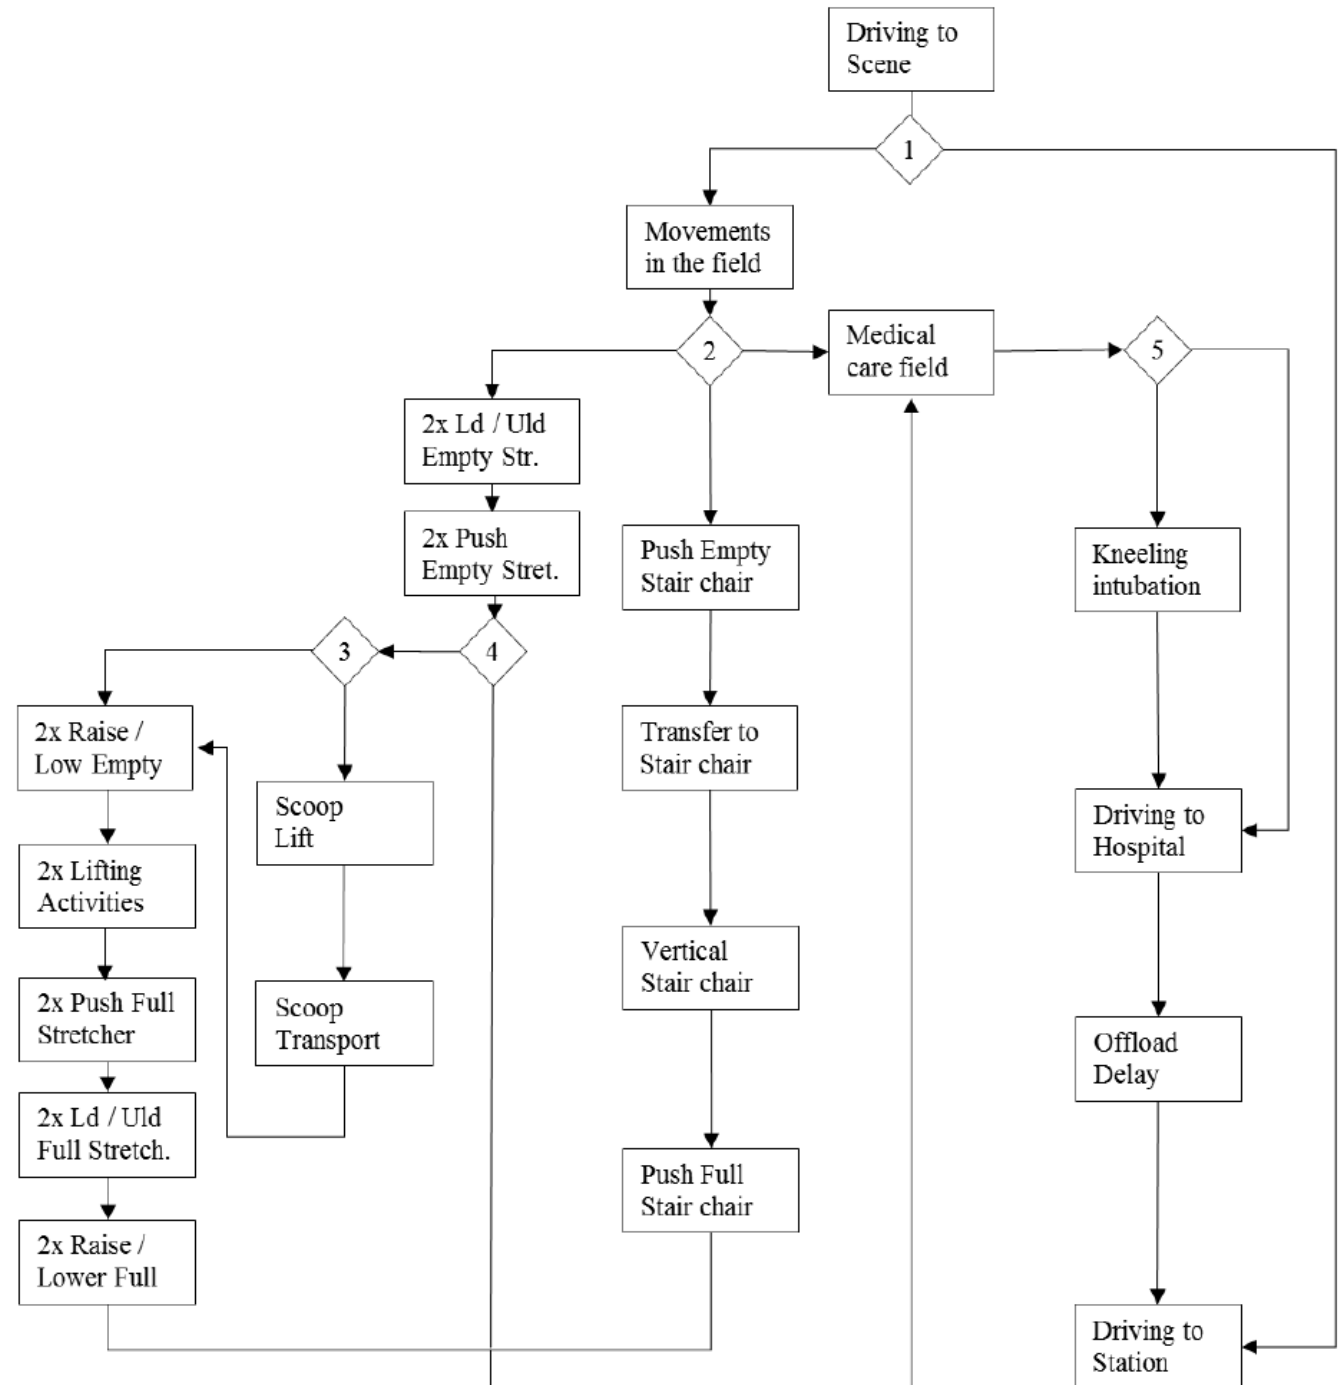 Driving to
Scene
1
Movements
in the field
2
Medical
care field
5
2x Ld / Uld
Empty Str.
2x Push
Empty Stret.
Push Empty
Stair chair
Kneeling
intubation
3
4
2x Raise /
Low Empty
Transfer to
Stair chair
Scoop
Lift
Driving to
Hospital
2x Lifting
Activities
Vertical
Stair chair
2x Push Full
Stretcher
Scoop
Transport
Offload
Delay
2x Ld / Uld
Full Stretch.
Push Full
Stair chair
2x Raise /
Lower Full
Driving to
Station